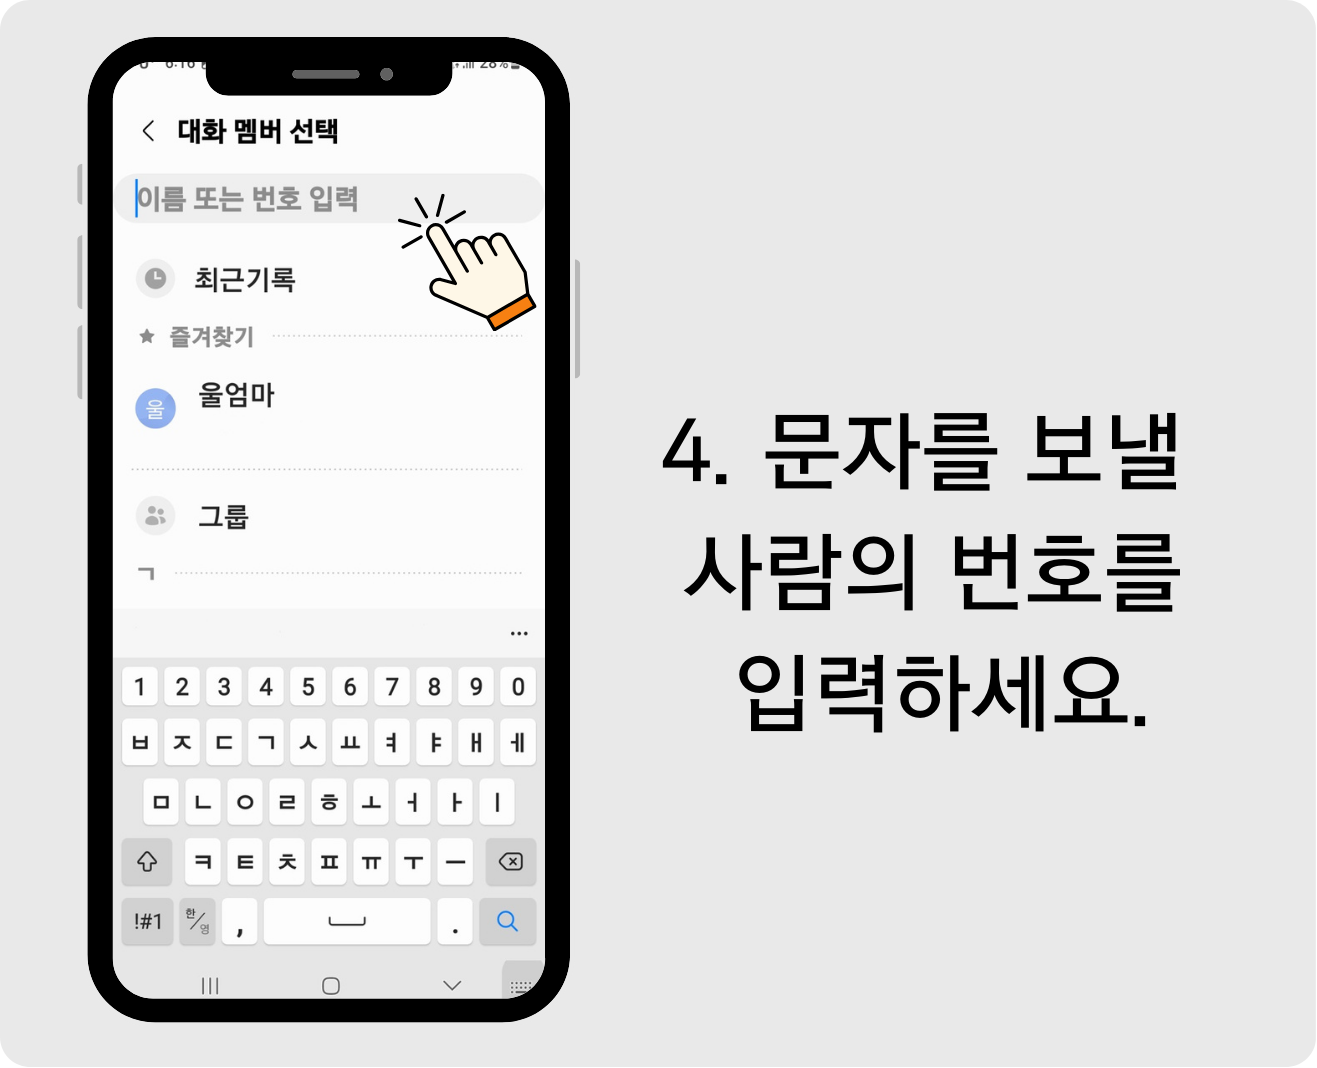 6:16
28%
대화 멤버 선택
이름 또는 번호 입력
최근기록
즐겨찾기
울 울엄마
그룹
ㄱ
1 2 3 4 5 6 7 8 9 0
ㅂ ㅈ ㄷ ㄱ ㅅ ㅛ ㅕ ㅑ ㅐ ㅔ
ㅁ ㄴ ㅇ ㄹ ㅎ ㅗ ㅓ ㅏ ㅣ
ㅋ ㅌ ㅊ ㅍ ㅠ ㅜ ㅡ
!#1 한/영 , .
4. 문자를 보낼
사람의 번호를
입력하세요.